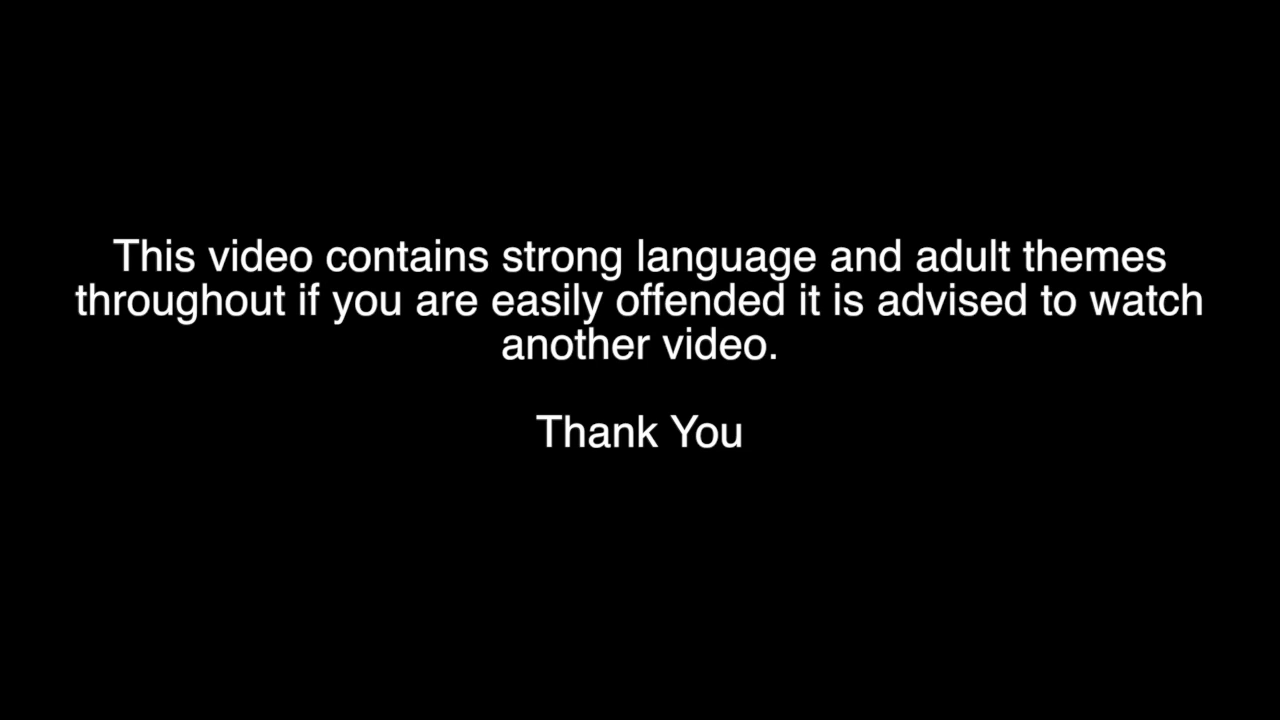 This video contains strong language and adult themes
throughout if you are easily offended it is advised to watch
another video.
Thank You